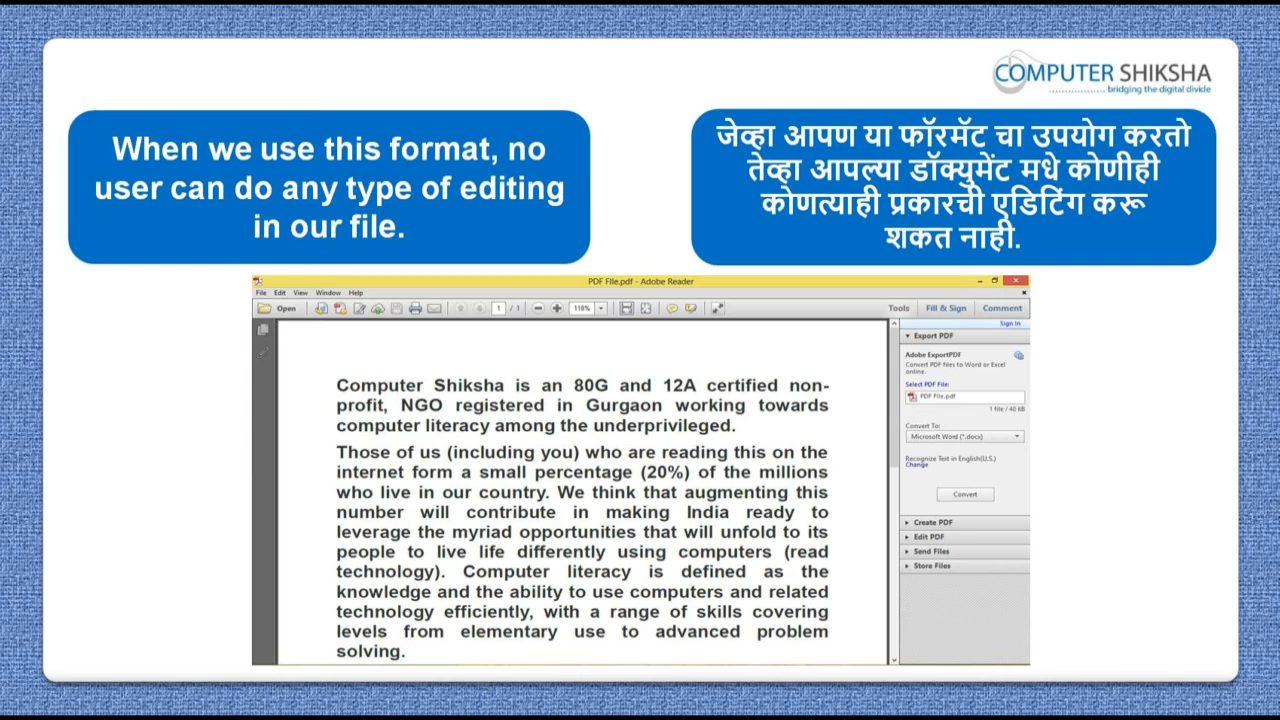 COMPUTER SHIKSHA
bridging the digital divide
When we use this format, no
user can do any type of editing
in our file.
जेव्हा आपण या फॉरमॅट चा उपयोग करतो
तेव्हा आपल्या डॉक्युमेंट मधे कोणीही
कोणत्याही प्रकारची एडिटिंग करू
शकत नाही.
PDF File.pdf - Adobe Reader
File Edit View Window Help
Open 1 / 1 118% Tools Fill & Sign Comment
Sign In
Export PDF
Adobe ExportPDF
Convert PDF files to Word or Excel
online.
Select PDF File:
PDF File.pdf
1 file / 40 KB
Convert To:
Microsoft Word (*.docx)
Recognize Text in English(U.S.)
Change
Convert
Create PDF
Edit PDF
Send Files
Store Files
Computer Shiksha is an 80G and 12A certified non-
profit, NGO registered in Gurgaon working towards
computer literacy among the underprivileged.
Those of us (including you) who are reading this on the
internet form a small percentage (20%) of the millions
who live in our country. We think that augmenting this
number will contribute in making India ready to
leverage the myriad opportunities that will unfold to its
people to live life differently using computers (read
technology). Computer literacy is defined as the
knowledge and the ability to use computers and related
technology efficiently, with a range of skills covering
levels from elementary use to advanced problem
solving.